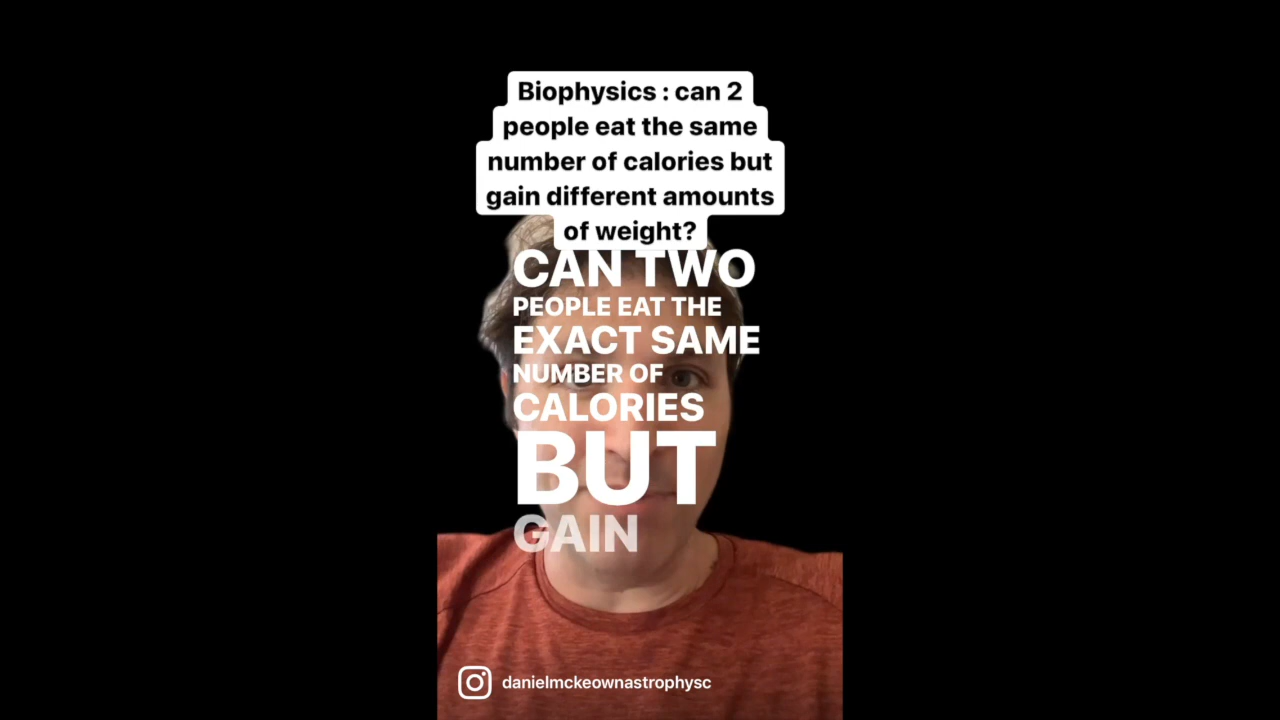 Biophysics : can 2
people eat the same
number of calories but
gain different amounts
of weight?
CAN TWO
PEOPLE EAT THE
EXACT SAME
NUMBER OF
CALORIES
BUT
GAIN
danielmckeownastrophysc